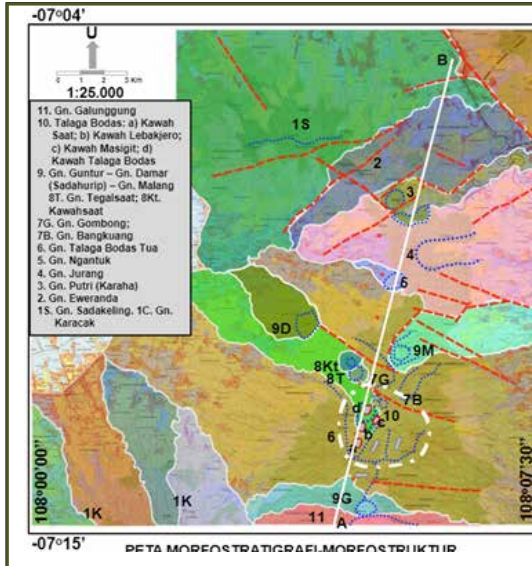 -07º04'
U
0 1 2 3 Km
1:25.000
11. Gn. Galunggung
10. Talaga Bodas: a) Kawah
Saat; b) Kawah Lebakjero;
c) Kawah Masigit; d)
Kawah Talaga Bodas
9. Gn. Guntur – Gn. Damar
(Sadahurip) – Gn. Malang
8T. Gn. Tegalsaat; 8Kt.
Kawahsaat
7G. Gn. Gombong;
7B. Gn. Bangkuang
6. Gn. Talaga Bodas Tua
5. Gn. Ngantuk
4. Gn. Jurang
3. Gn. Putri (Karaha)
2. Gn. Eweranda
1S. Gn. Sadakeling. 1C. Gn.
Karacak
B
1S
2
3
4
5
9D
9M
8Kt
8T
7G
7B
d
10
c
b
a
6
9G
1K
1K
11
A
108º00'00"
108º07'30"
-07º15'
PETA MORFOSTRATIGRAFI-MORFOSTRUKTUR